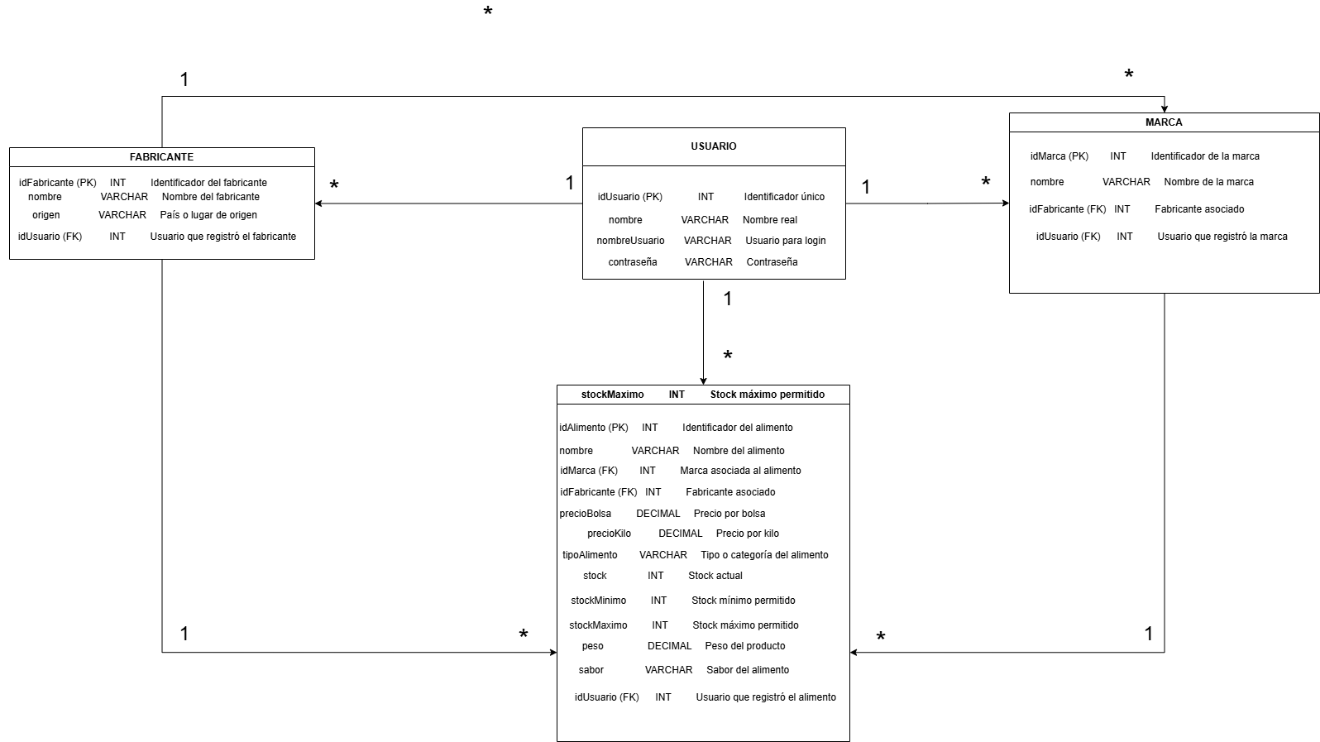 *
1
*
FABRICANTE
idFabricante (PK) INT Identificador del fabricante
nombre VARCHAR Nombre del fabricante
origen VARCHAR País o lugar de origen
idUsuario (FK) INT Usuario que registró el fabricante
*
1
USUARIO
idUsuario (PK) INT Identificador único
nombre VARCHAR Nombre real
nombreUsuario VARCHAR Usuario para login
contraseña VARCHAR Contraseña
1
*
MARCA
idMarca (PK) INT Identificador de la marca
nombre VARCHAR Nombre de la marca
idFabricante (FK) INT Fabricante asociado
idUsuario (FK) INT Usuario que registró la marca
1
*
stockMaximo INT Stock máximo permitido
idAlimento (PK) INT Identificador del alimento
nombre VARCHAR Nombre del alimento
idMarca (FK) INT Marca asociada al alimento
idFabricante (FK) INT Fabricante asociado
precioBolsa DECIMAL Precio por bolsa
precioKilo DECIMAL Precio por kilo
tipoAlimento VARCHAR Tipo o categoría del alimento
stock INT Stock actual
stockMinimo INT Stock mínimo permitido
stockMaximo INT Stock máximo permitido
peso DECIMAL Peso del producto
sabor VARCHAR Sabor del alimento
idUsuario (FK) INT Usuario que registró el alimento
1
*
*
1